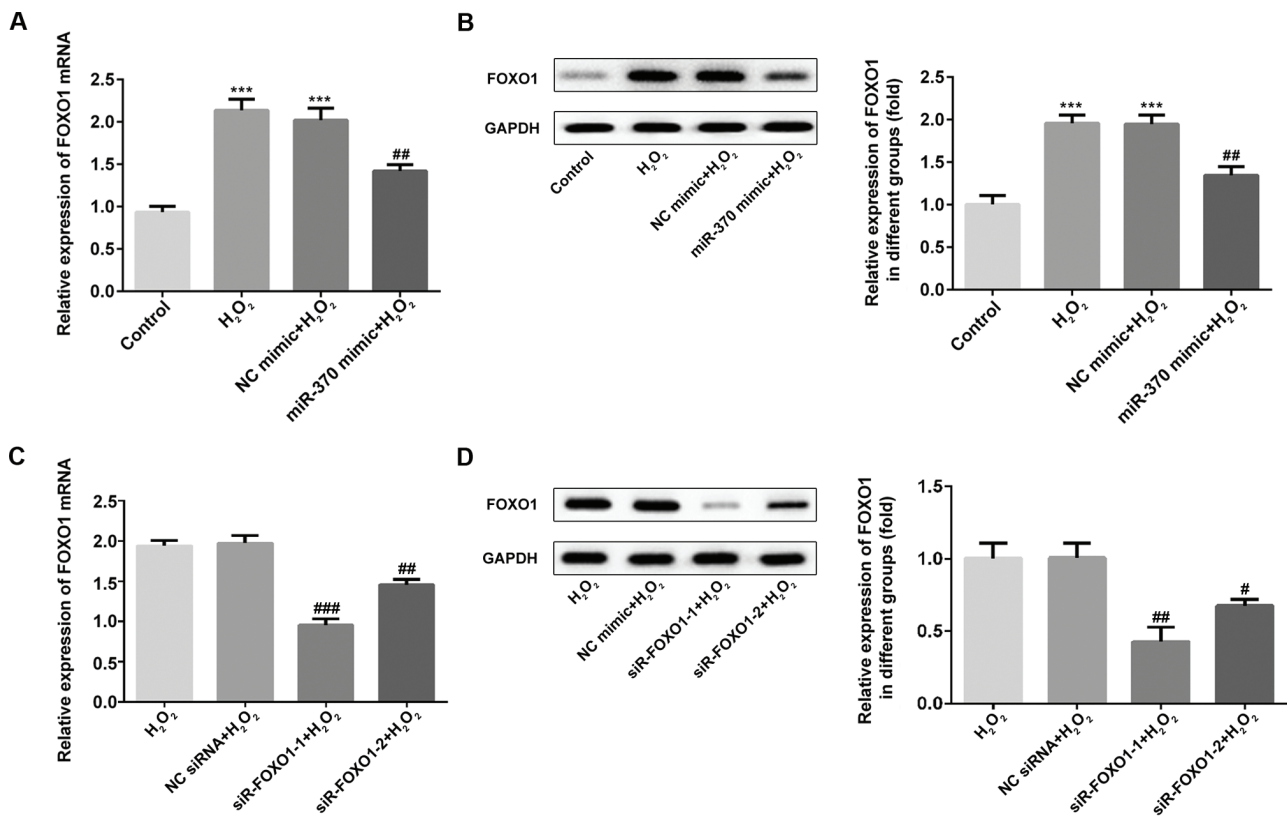 A
Relative expression of FOXO1 mRNA
2.5
2.0
1.5
1.0
0.5
0.0
***
***
##
Control
H₂O₂
NC mimic+H₂O₂
miR-370 mimic+H₂O₂
B
FOXO1
GAPDH
Control
H₂O₂
NC mimic+H₂O₂
miR-370 mimic+H₂O₂
Relative expression of FOXO1
in different groups (fold)
2.5
2.0
1.5
1.0
0.5
0.0
***
***
##
Control
H₂O₂
NC mimic+H₂O₂
miR-370 mimic+H₂O₂
C
Relative expression of FOXO1 mRNA
2.5
2.0
1.5
1.0
0.5
0.0
###
##
H₂O₂
NC siRNA+H₂O₂
siR-FOXO1-1+H₂O₂
siR-FOXO1-2+H₂O₂
D
FOXO1
GAPDH
H₂O₂
NC mimic+H₂O₂
siR-FOXO1-1+H₂O₂
siR-FOXO1-2+H₂O₂
Relative expression of FOXO1
in different groups (fold)
1.5
1.0
0.5
0.0
##
#
H₂O₂
NC siRNA+H₂O₂
siR-FOXO1-1+H₂O₂
siR-FOXO1-2+H₂O₂